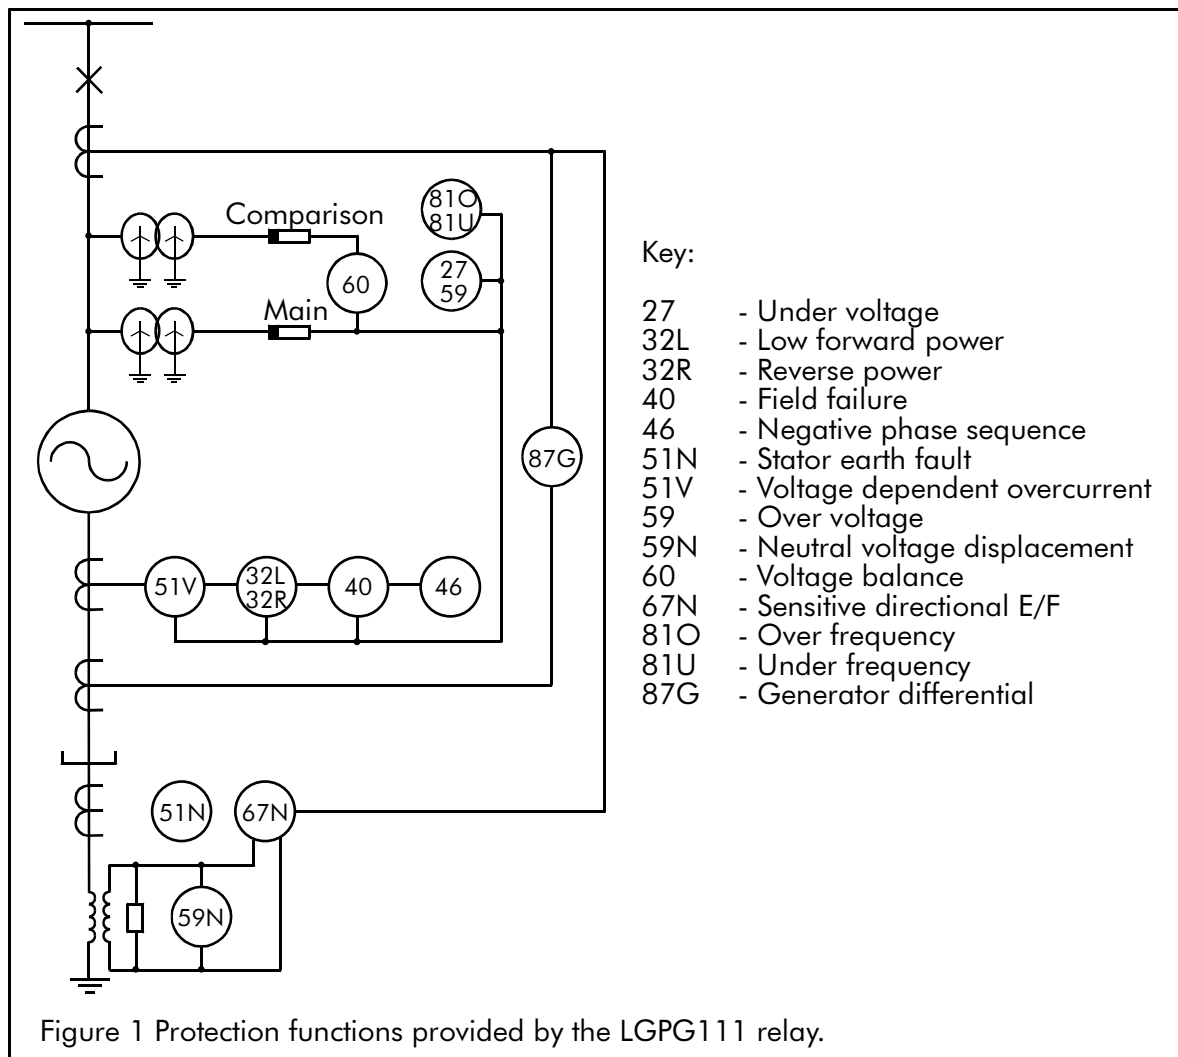 Comparison
81O
81U
27
59
60
Main
87G
51V
32L
32R
40
46
51N
67N
59N
Key:
27 - Under voltage
32L - Low forward power
32R - Reverse power
40 - Field failure
46 - Negative phase sequence
51N - Stator earth fault
51V - Voltage dependent overcurrent
59 - Over voltage
59N - Neutral voltage displacement
60 - Voltage balance
67N - Sensitive directional E/F
81O - Over frequency
81U - Under frequency
87G - Generator differential
Figure 1 Protection functions provided by the LGPG111 relay.